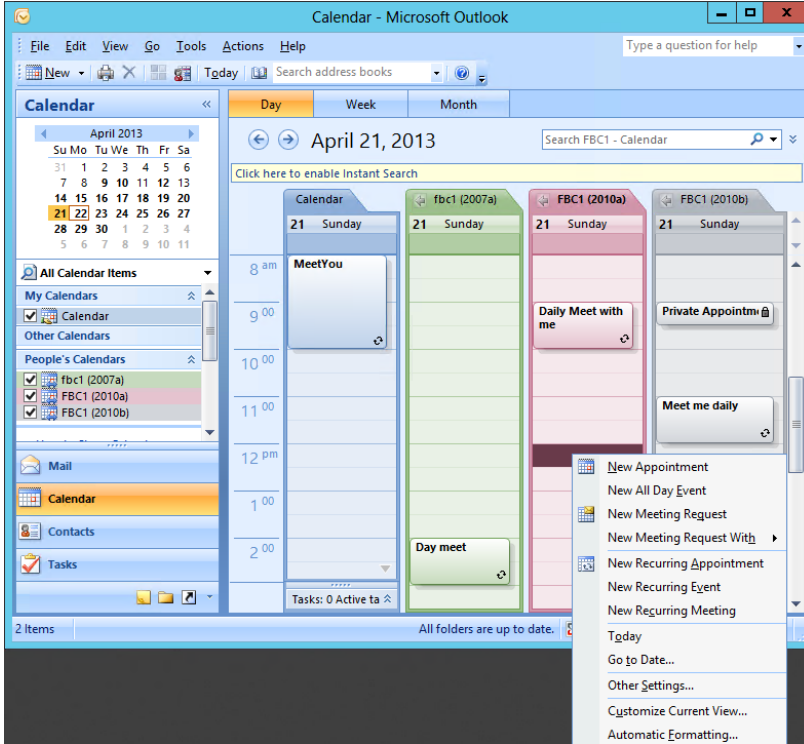 Calendar - Microsoft Outlook
File Edit View Go Tools Actions Help
Type a question for help
New Today Search address books
Calendar «
April 2013
Su Mo Tu We Th Fr Sa
31 1 2 3 4 5 6
7 8 9 10 11 12 13
14 15 16 17 18 19 20
21 22 23 24 25 26 27
28 29 30 1 2 3 4
5 6 7 8 9 10 11
All Calendar Items
My Calendars
Calendar
Other Calendars
People's Calendars
fbc1 (2007a)
FBC1 (2010a)
FBC1 (2010b)
Mail
Calendar
Contacts
Tasks
Day Week Month
April 21, 2013
Search FBC1 - Calendar
Click here to enable Instant Search
Calendar fbc1 (2007a) FBC1 (2010a) FBC1 (2010b)
21 Sunday 21 Sunday 21 Sunday 21 Sunday
8 am
9 00
10 00
11 00
12 pm
1 00
2 00
MeetYou
Day meet
Daily Meet with
me
Private Appointm
Meet me daily
Tasks: 0 Active ta
New Appointment
New All Day Event
New Meeting Request
New Meeting Request With
New Recurring Appointment
New Recurring Event
New Recurring Meeting
Today
Go to Date...
Other Settings...
Customize Current View...
Automatic Formatting...
2 Items
All folders are up to date.